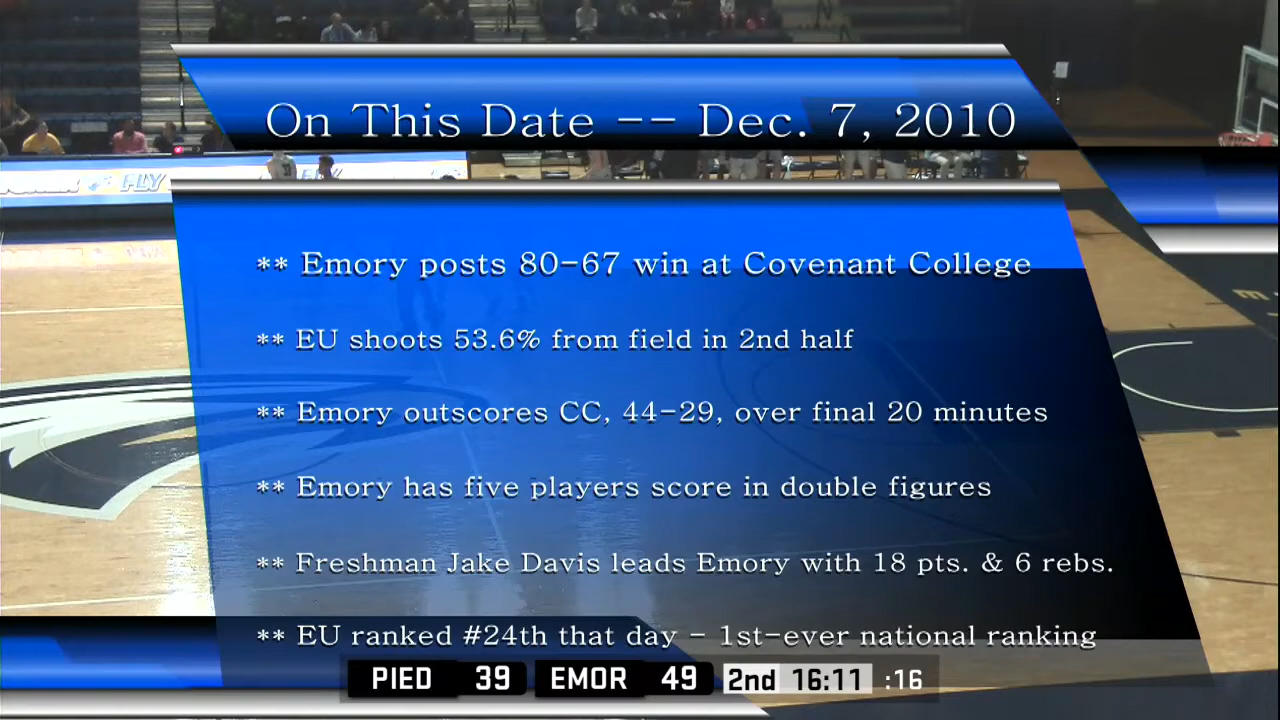 On This Date -- Dec. 7, 2010
FLY
** Emory posts 80-67 win at Covenant College
** EU shoots 53.6% from field in 2nd half
** Emory outscores CC, 44-29, over final 20 minutes
** Emory has five players score in double figures
** Freshman Jake Davis leads Emory with 18 pts. & 6 rebs.
** EU ranked #24th that day - 1st-ever national ranking
PIED 39 EMOR 49 2nd 16:11 :16